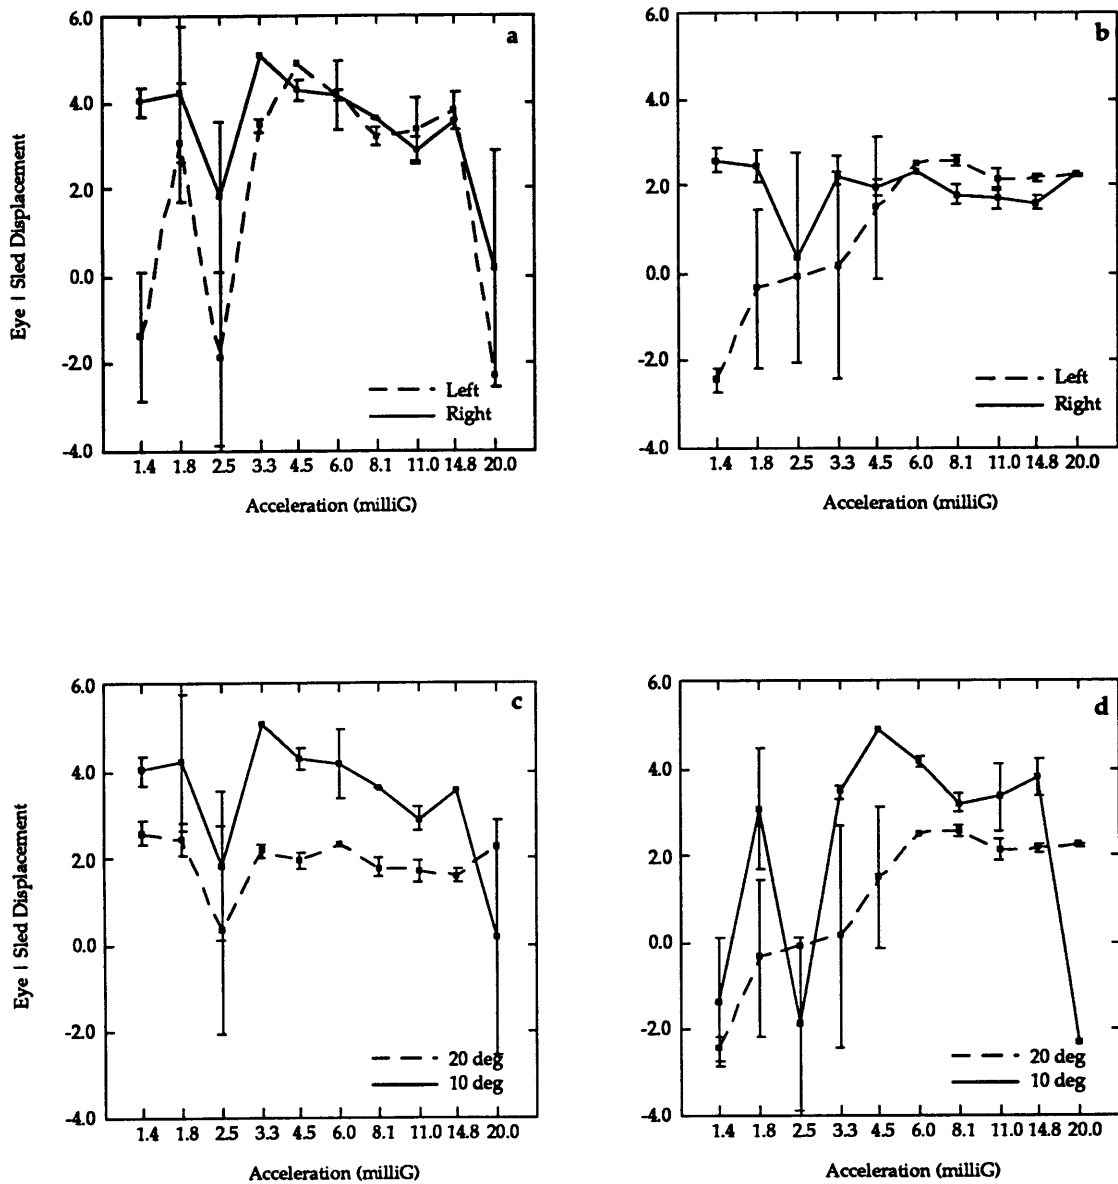 a
6.0
4.0
2.0
0.0
-2.0
-4.0
Eye | Sled Displacement
Left
Right
1.4 1.8 2.5 3.3 4.5 6.0 8.1 11.0 14.8 20.0
Acceleration (milliG)
b
6.0
4.0
2.0
0.0
-2.0
-4.0
Left
Right
1.4 1.8 2.5 3.3 4.5 6.0 8.1 11.0 14.8 20.0
Acceleration (milliG)
c
6.0
4.0
2.0
0.0
-2.0
-4.0
Eye | Sled Displacement
20 deg
10 deg
1.4 1.8 2.5 3.3 4.5 6.0 8.1 11.0 14.8 20.0
Acceleration (milliG)
d
6.0
4.0
2.0
0.0
-2.0
-4.0
20 deg
10 deg
1.4 1.8 2.5 3.3 4.5 6.0 8.1 11.0 14.8 20.0
Acceleration (milliG)